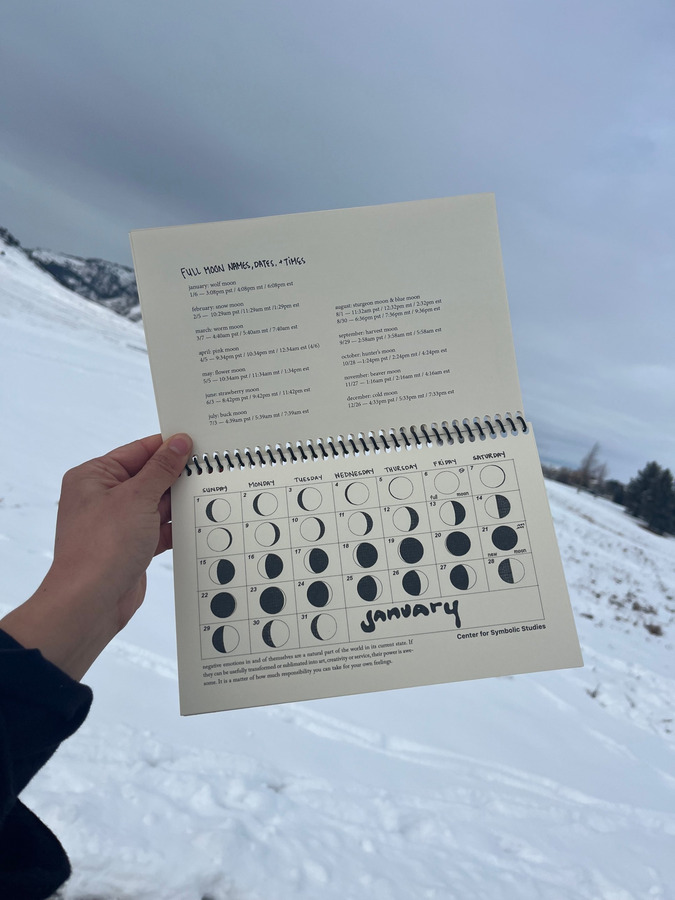 FULL MOON NAMES, DATES, + TIMES
january: wolf moon
1/6 — 3:08pm pst / 4:08pm mt / 6:08pm est
february: snow moon
2/5 — 10:29am pst /11:29am mt /1:29pm est
march: worm moon
3/7 — 4:40am pst / 5:40am mt / 7:40am est
april: pink moon
4/5 — 9:34pm pst / 10:34pm mt / 12:34am est (4/6)
may: flower moon
5/5 — 10:34am pst / 11:34am mt / 1:34pm est
june: strawberry moon
6/3 — 8:42pm pst / 9:42pm mt / 11:42pm est
july: buck moon
7/3 — 4:39am pst / 5:39am mt / 7:39am est
august: sturgeon moon & blue moon
8/1 — 11:32am pst / 12:32pm mt / 2:32pm est
8/30 — 6:36pm pst / 7:36pm mt / 9:36pm est
september: harvest moon
9/29 — 2:58am pst / 3:58am mt / 5:58am est
october: hunter's moon
10/28 — 1:24pm pst / 2:24pm mt / 4:24pm est
november: beaver moon
11/27 — 1:16am pst / 2:16am mt / 4:16am est
december: cold moon
12/26 — 4:33pm pst / 5:33pm mt / 7:33pm est
SUNDAY MONDAY TUESDAY WEDNESDAY THURSDAY FRIDAY SATURDAY
1 2 3 4 5 6 7
full moon
8 9 10 11 12 13 14
15 16 17 18 19 20 21
new moon
22 23 24 25 26 27 28
29 30 31
january
Center for Symbolic Studies
negative emotions in and of themselves are a natural part of the world in its current state. If
they can be usefully transformed or sublimated into art, creativity or service, their power is awe-
some. It is a matter of how much responsibility you can take for your own feelings.